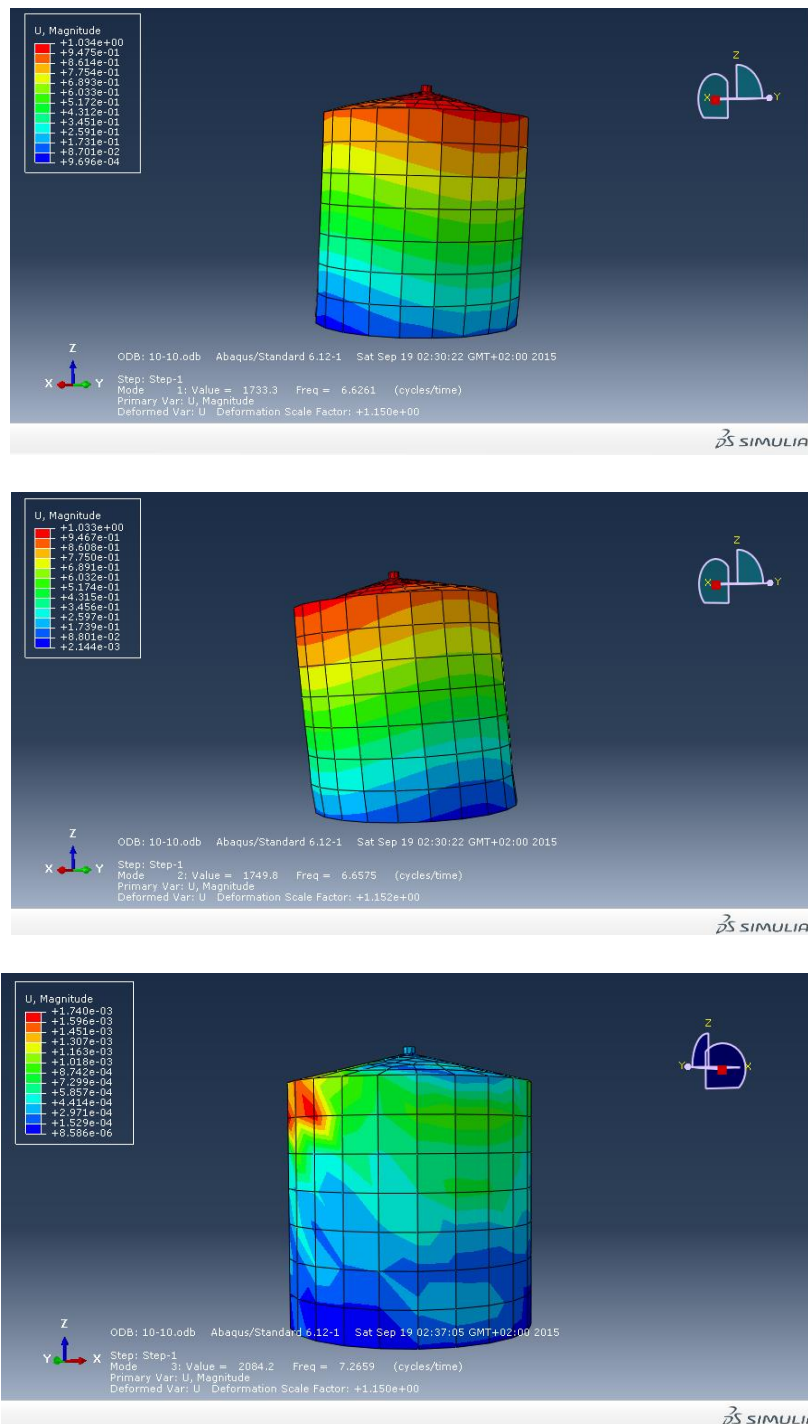 U, Magnitude
+1.034e+00
+9.475e-01
+8.614e-01
+7.754e-01
+6.893e-01
+6.033e-01
+5.172e-01
+4.312e-01
+3.451e-01
+2.591e-01
+1.731e-01
+8.701e-02
+9.696e-04
Z
X
Y
Z
X
Y
ODB: 10-10.odb Abaqus/Standard 6.12-1 Sat Sep 19 02:30:22 GMT+02:00 2015
Step: Step-1
Mode 1: Value = 1733.3 Freq = 6.6261 (cycles/time)
Primary Var: U, Magnitude
Deformed Var: U Deformation Scale Factor: +1.150e+00
SIMULIA
U, Magnitude
+1.033e+00
+9.467e-01
+8.608e-01
+7.750e-01
+6.891e-01
+6.032e-01
+5.174e-01
+4.315e-01
+3.456e-01
+2.597e-01
+1.739e-01
+8.801e-02
+2.144e-03
Z
X
Y
Z
X
Y
ODB: 10-10.odb Abaqus/Standard 6.12-1 Sat Sep 19 02:30:22 GMT+02:00 2015
Step: Step-1
Mode 2: Value = 1749.8 Freq = 6.6575 (cycles/time)
Primary Var: U, Magnitude
Deformed Var: U Deformation Scale Factor: +1.152e+00
SIMULIA
U, Magnitude
+1.740e-03
+1.596e-03
+1.451e-03
+1.307e-03
+1.163e-03
+1.018e-03
+8.742e-04
+7.299e-04
+5.857e-04
+4.414e-04
+2.971e-04
+1.529e-04
+8.586e-06
Z
Y
X
Z
Y
X
ODB: 10-10.odb Abaqus/Standard 6.12-1 Sat Sep 19 02:37:05 GMT+02:00 2015
Step: Step-1
Mode 3: Value = 2084.2 Freq = 7.2659 (cycles/time)
Primary Var: U, Magnitude
Deformed Var: U Deformation Scale Factor: +1.150e+00
SIMULI